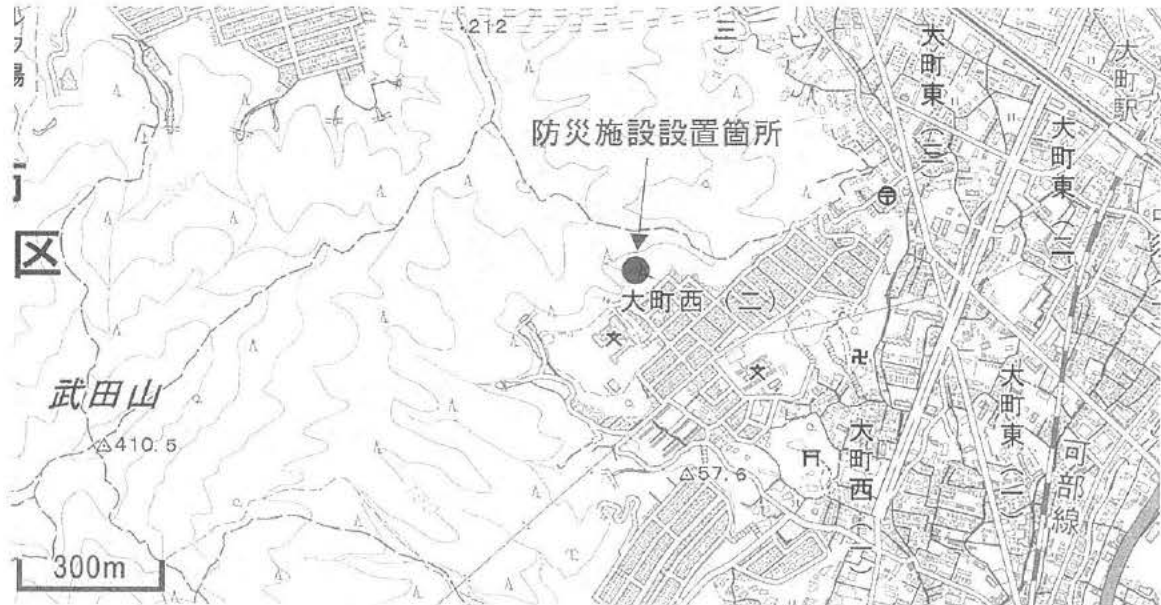 212
防災施設設置箇所
大町西（二）
大町東（三）
大町駅
大町東（二）
区
武田山
△410.5
△57.6
大町西（一）
大町東（一）
可部線
300m